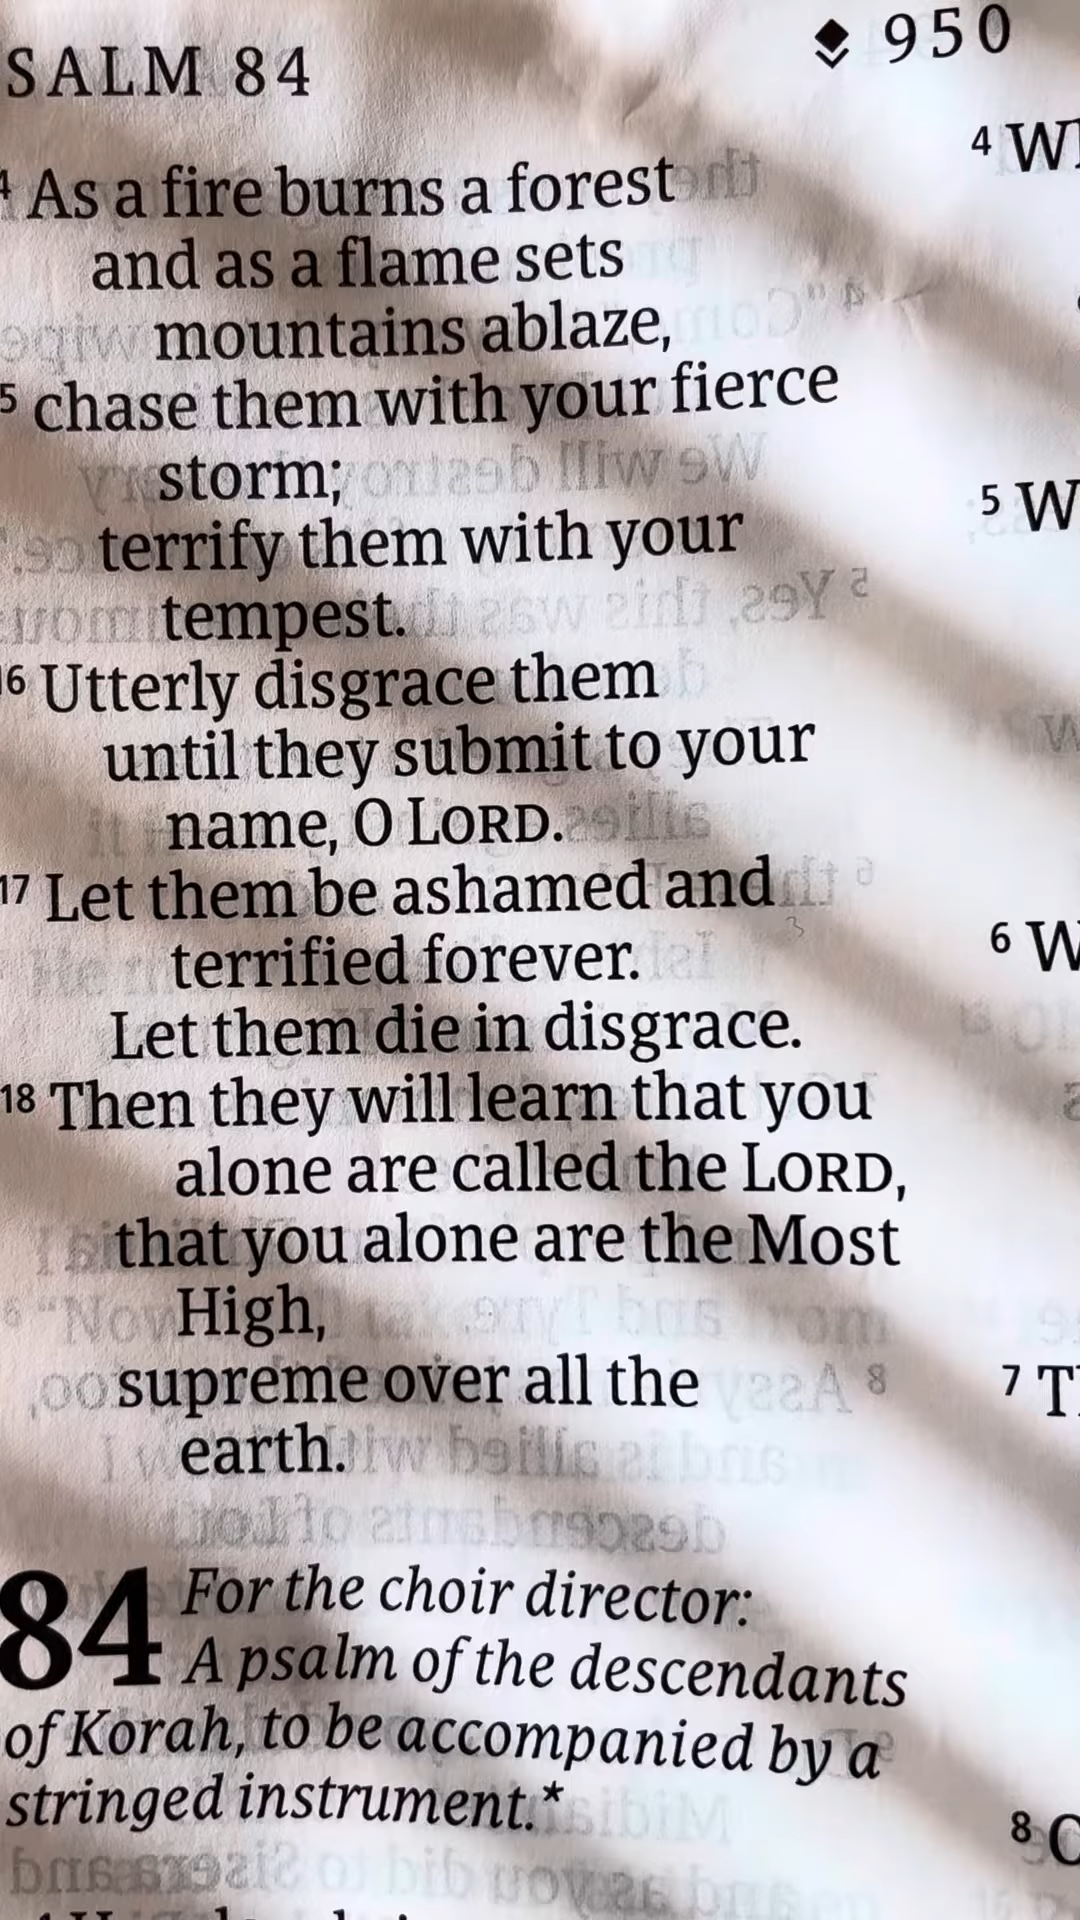 SALM 84
950
4 As a fire burns a forest
and as a flame sets
mountains ablaze,
5 chase them with your fierce
storm;
terrify them with your
tempest.
16 Utterly disgrace them
until they submit to your
name, O LORD.
17 Let them be ashamed and
terrified forever.
Let them die in disgrace.
18 Then they will learn that you
alone are called the LORD,
that you alone are the Most
High,
supreme over all the
earth.
84 For the choir director:
A psalm of the descendants
of Korah, to be accompanied by a
stringed instrument.*
4
5
6
7
8